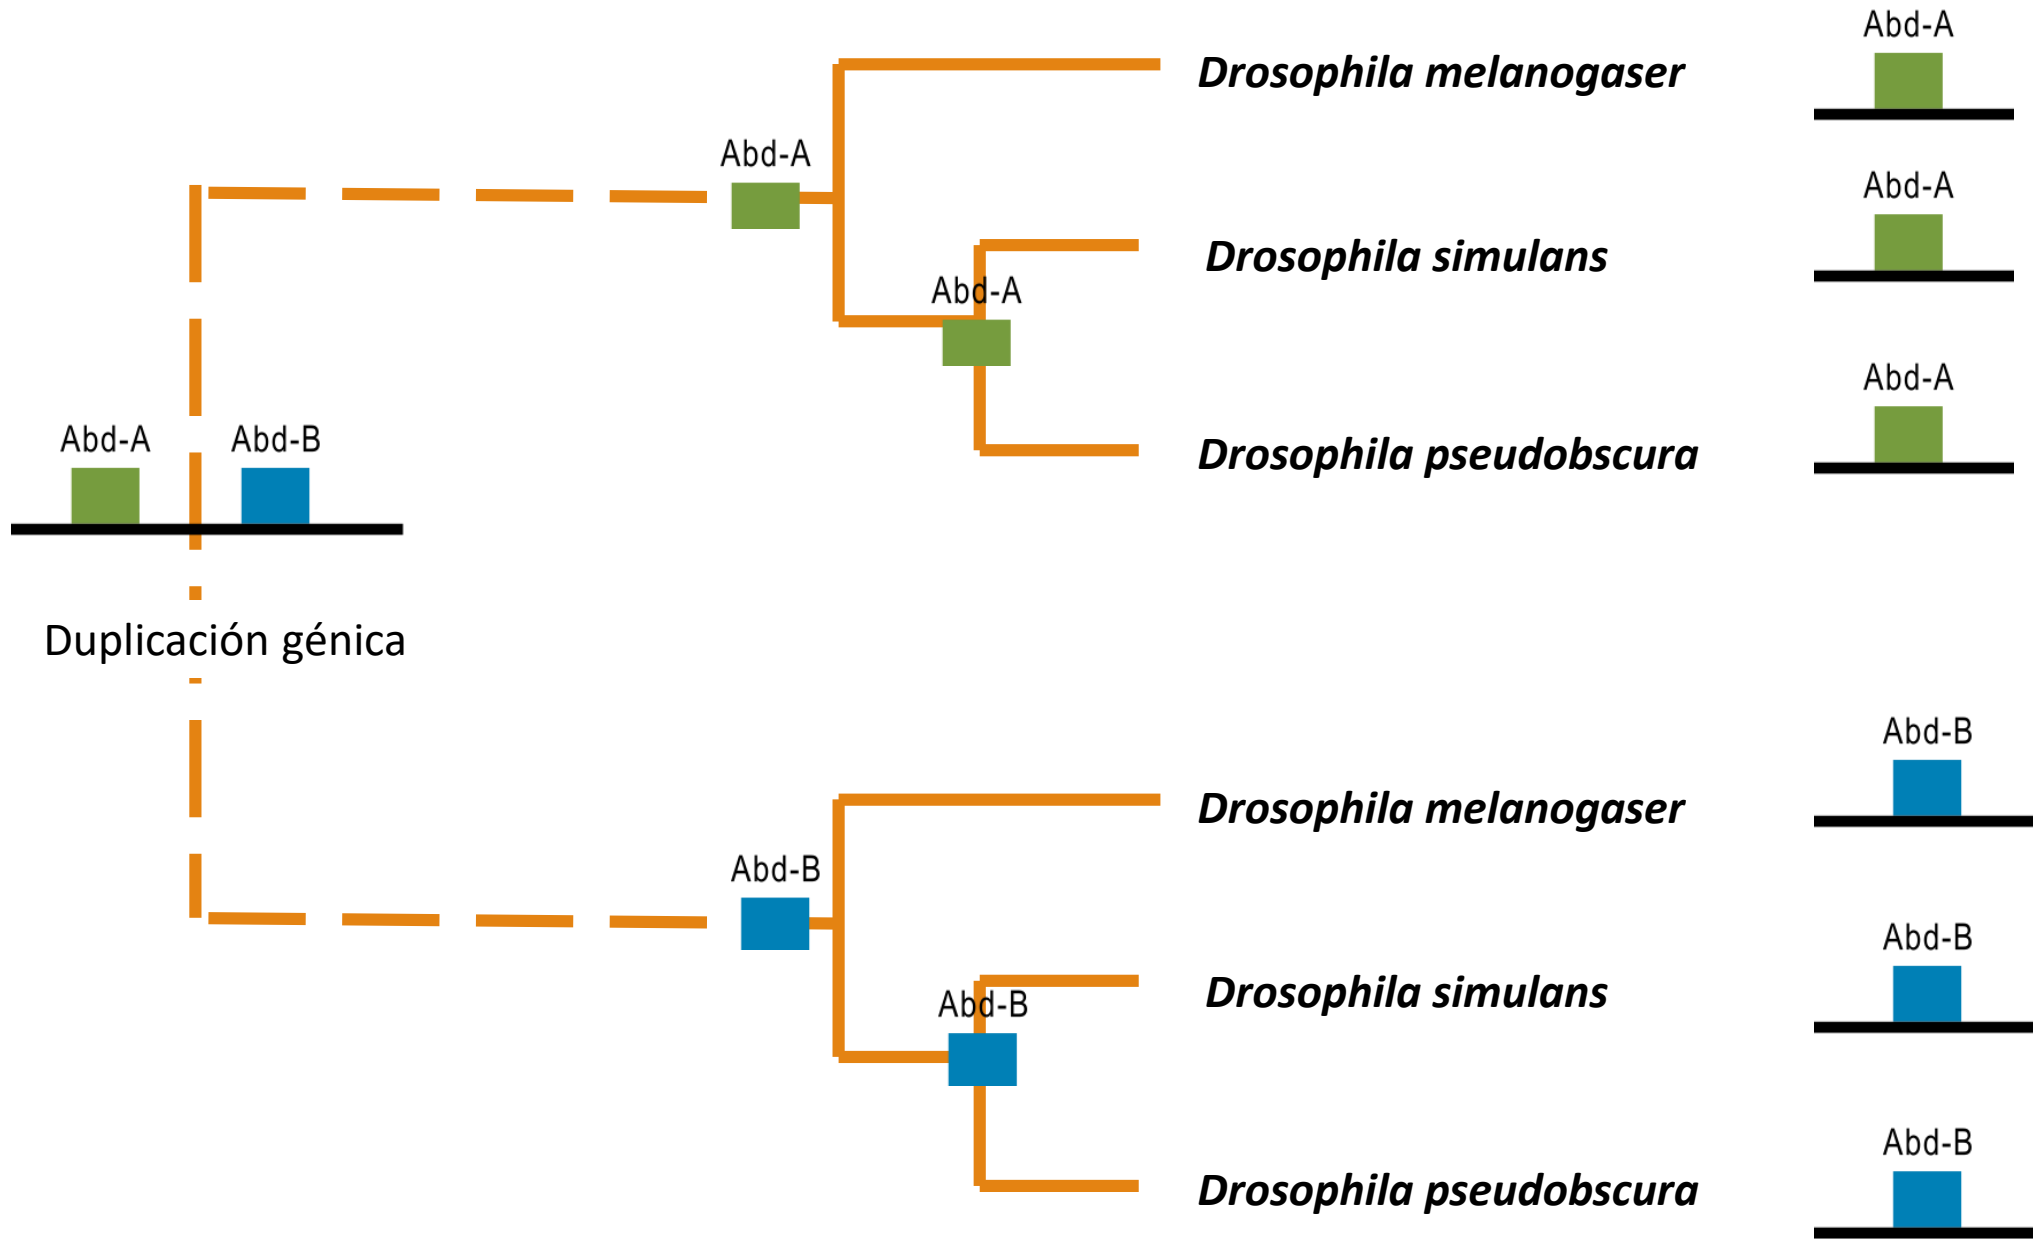 Abd-A
Drosophila melanogaser
Abd-A
Abd-A
Drosophila simulans
Abd-A
Abd-A
Drosophila pseudobscura
Abd-A
Abd-B
Duplicación génica
Abd-B
Drosophila melanogaser
Abd-B
Abd-B
Drosophila simulans
Abd-B
Abd-B
Drosophila pseudobscura